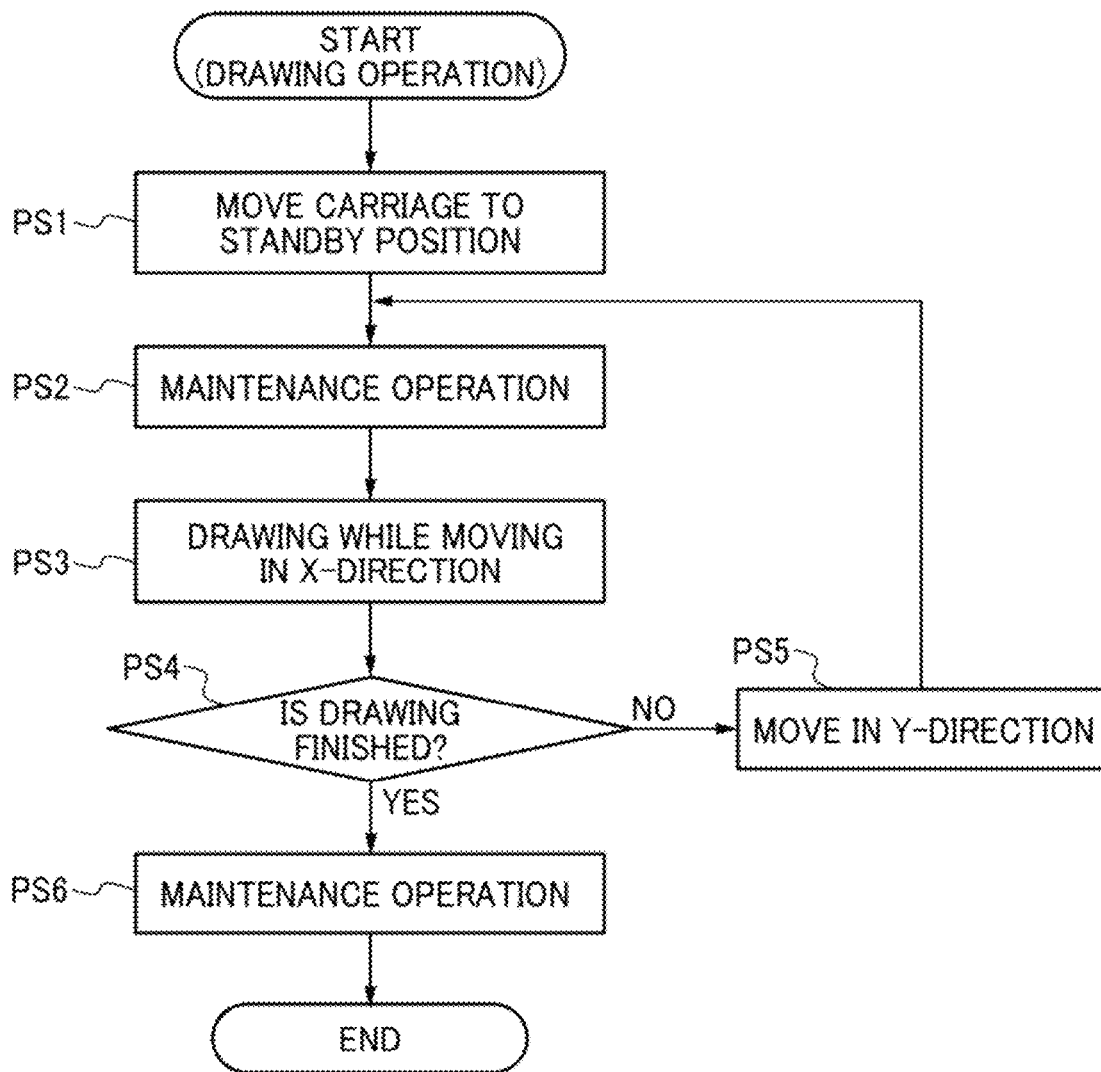 START
(DRAWING OPERATION)
PS1
MOVE CARRIAGE TO
STANDBY POSITION
PS2
MAINTENANCE OPERATION
PS3
DRAWING WHILE MOVING
IN X-DIRECTION
PS4
IS DRAWING
FINISHED?
NO
PS5
MOVE IN Y-DIRECTION
YES
PS6
MAINTENANCE OPERATION
END